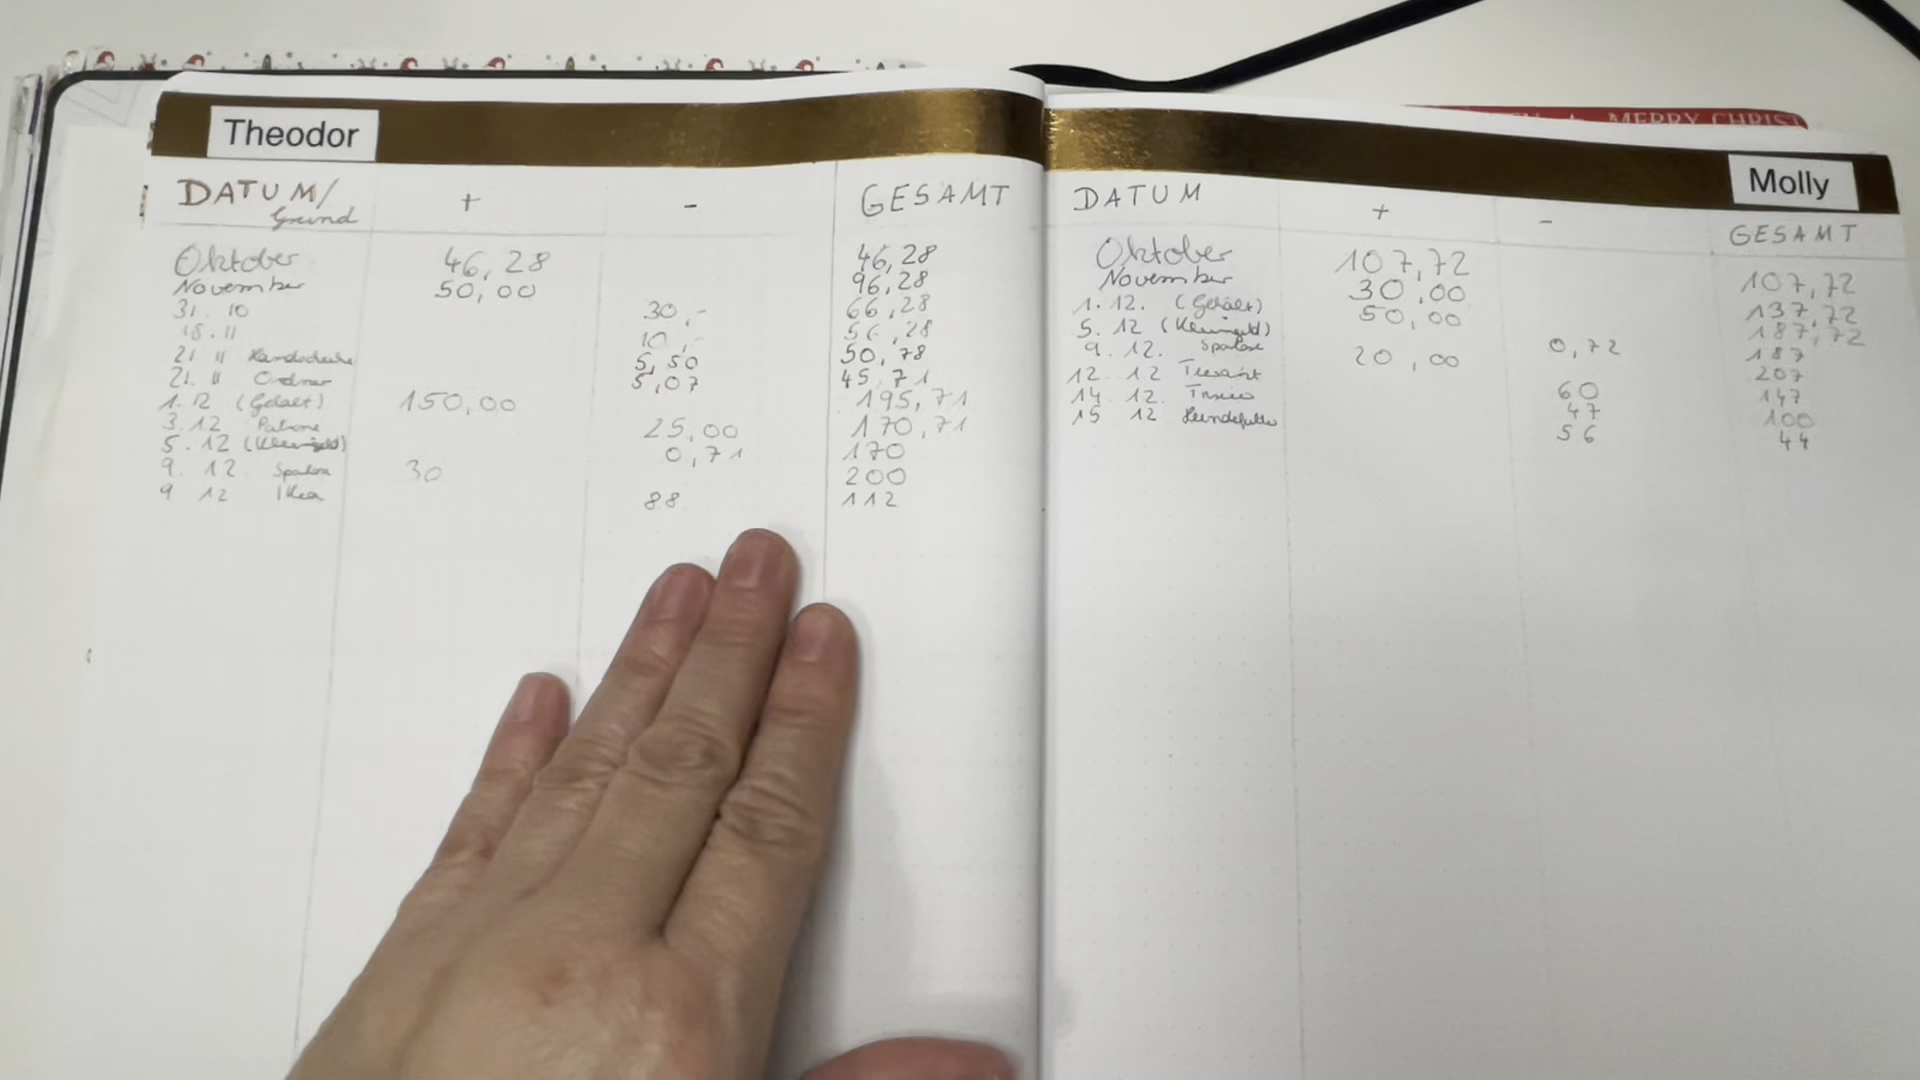 MERRY CHRIST
Theodor
DATUM/ Grund + - GESAMT
Oktober 46,28 46,28
November 50,00 96,28
31. 10 30,- 66,28
18. 11 10,- 56,28
21 11 Handschuhe 5,50 50,78
21. 11 Ordner 5,07 45,71
1. 12 (Gehalt) 150,00 195,71
3. 12 Patrone 25,00 170,71
5. 12 (Kleingeld) 0,71 170
9. 12. 30 200
9 12 Ikea 88 112
Molly
DATUM + - GESAMT
Oktober 107,72 107,72
November 30,00 137,72
1. 12. (Gehalt) 50,00 187,72
5. 12 (Kleingeld) 0,72 187
9. 12. 20,00 207
12. 12 Tierarzt 60 147
14. 12. 47 100
15 12 Hundefutter 56 44